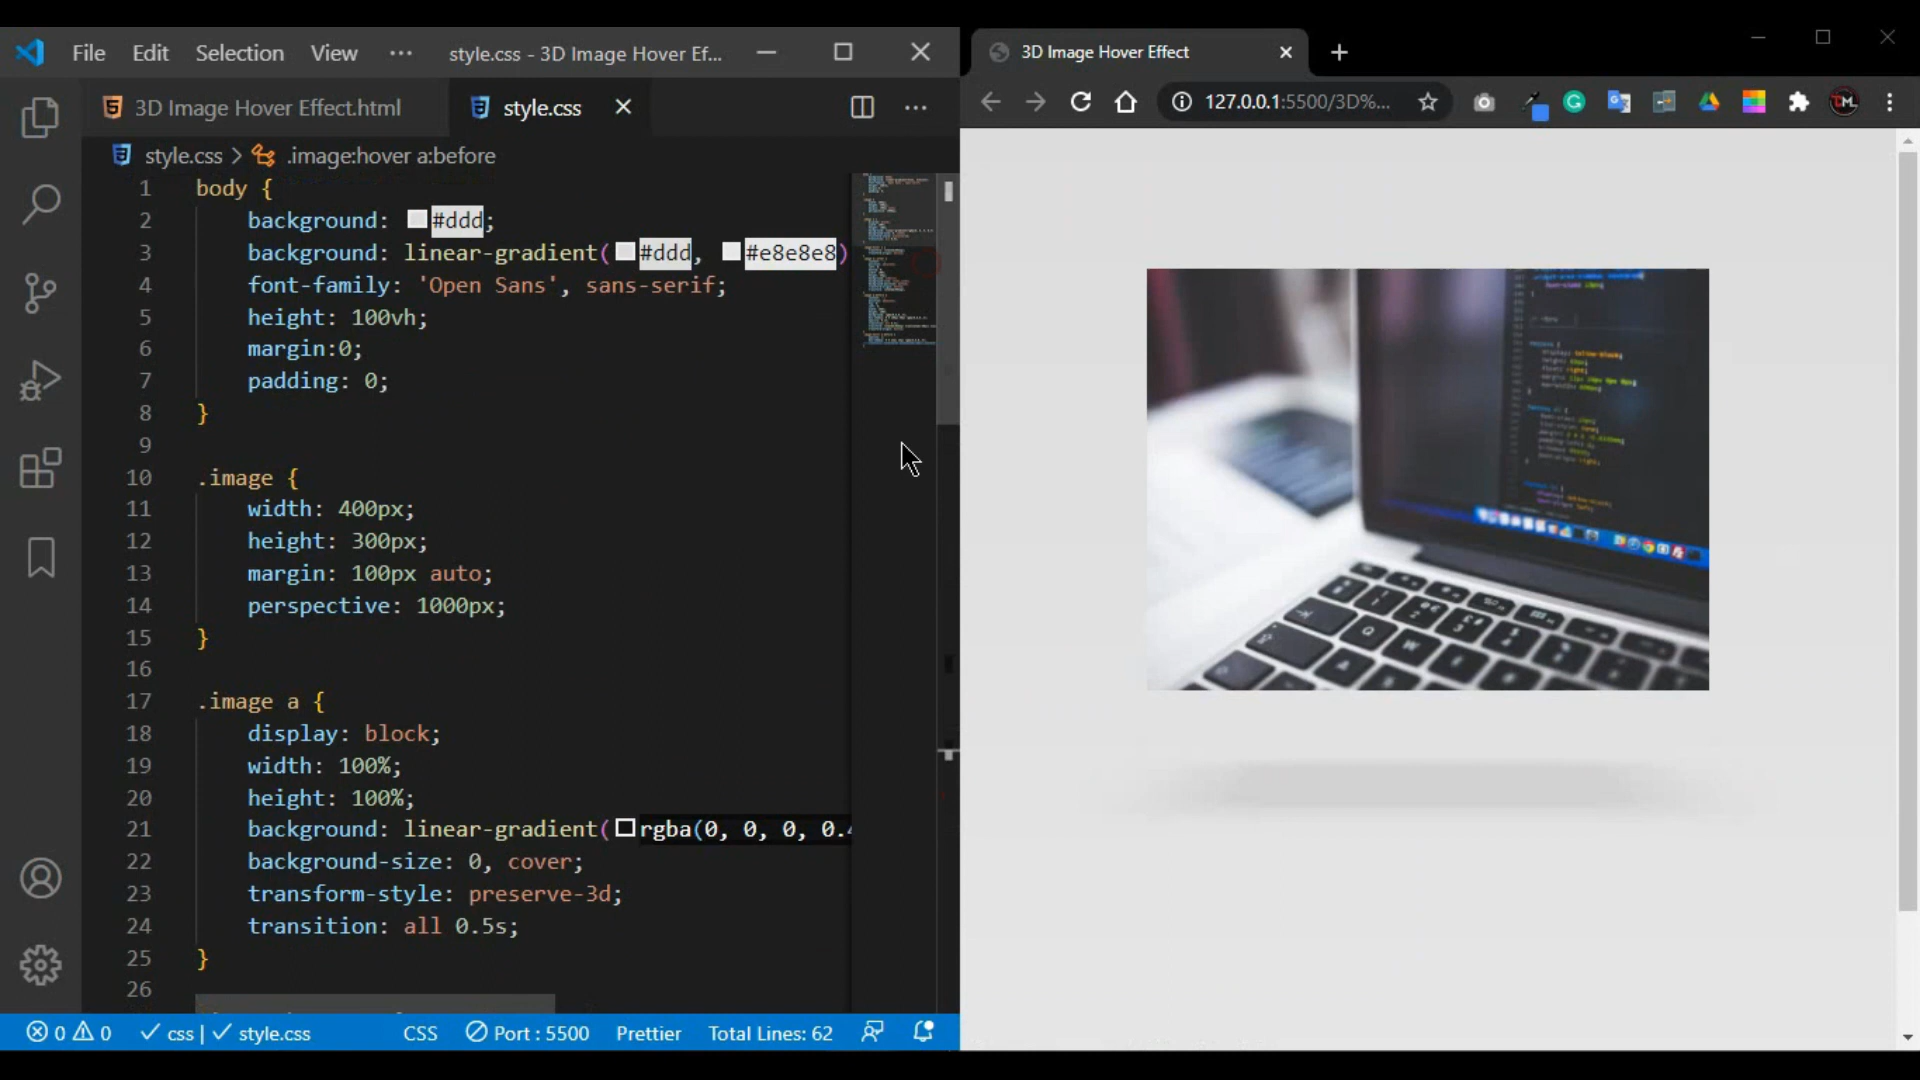 File Edit Selection View ··· style.css - 3D Image Hover Ef...
3D Image Hover Effect.html style.css
style.css > .image:hover a:before
1 body {
2 background: #ddd;
3 background: linear-gradient(#ddd, #e8e8e8)
4 font-family: 'Open Sans', sans-serif;
5 height: 100vh;
6 margin:0;
7 padding: 0;
8 }
9
10 .image {
11 width: 400px;
12 height: 300px;
13 margin: 100px auto;
14 perspective: 1000px;
15 }
16
17 .image a {
18 display: block;
19 width: 100%;
20 height: 100%;
21 background: linear-gradient(rgba(0, 0, 0, 0.4
22 background-size: 0, cover;
23 transform-style: preserve-3d;
24 transition: all 0.5s;
25 }
26
0 0 css | style.css CSS Port : 5500 Prettier Total Lines: 62
3D Image Hover Effect
127.0.0.1:5500/3D%...